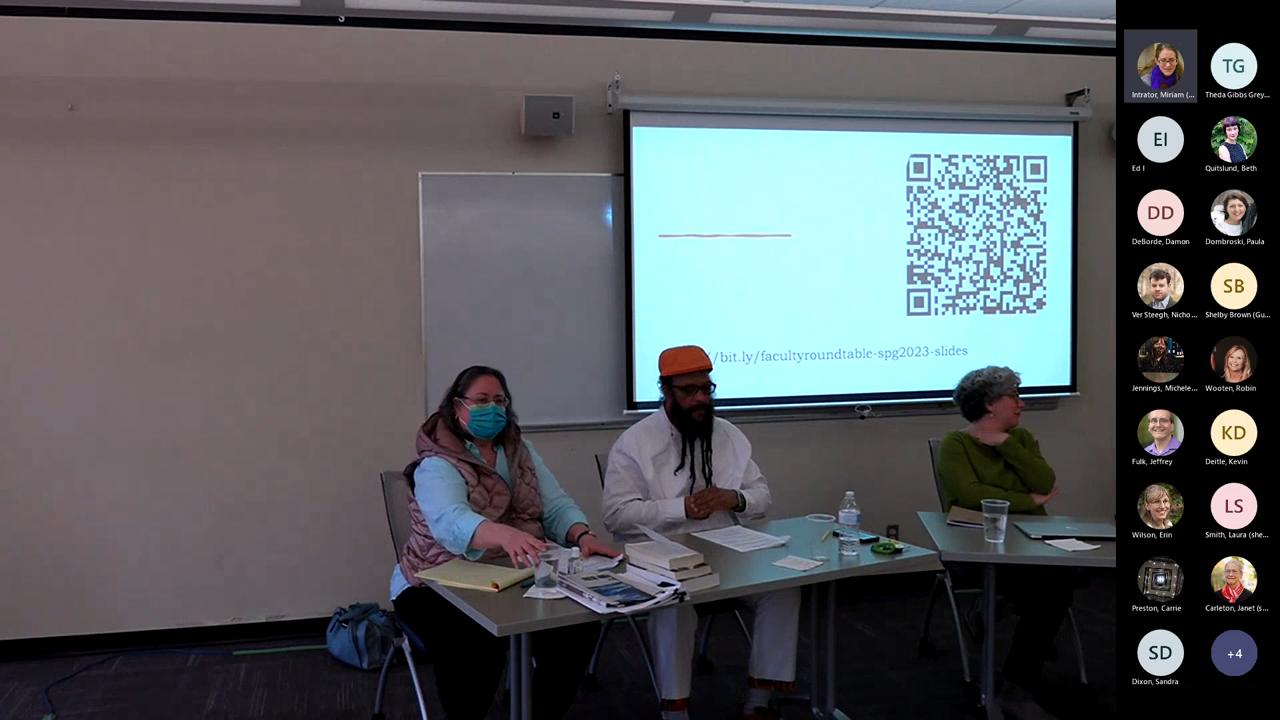 //bit.ly/facultyroundtable-spg2023-slides
Intrator, Miriam (...
TG
Theda Gibbs Grey...
EI
Ed I
Quitslund, Beth
DD
DeBorde, Damon
Dombroski, Paula
Ver Steegh, Nicho...
SB
Shelby Brown (Gu...
Jennings, Michele...
Wooten, Robin
Fulk, Jeffrey
KD
Deitle, Kevin
Wilson, Erin
LS
Smith, Laura (she...
Preston, Carrie
Carleton, Janet (s...
SD
Dixon, Sandra
+4